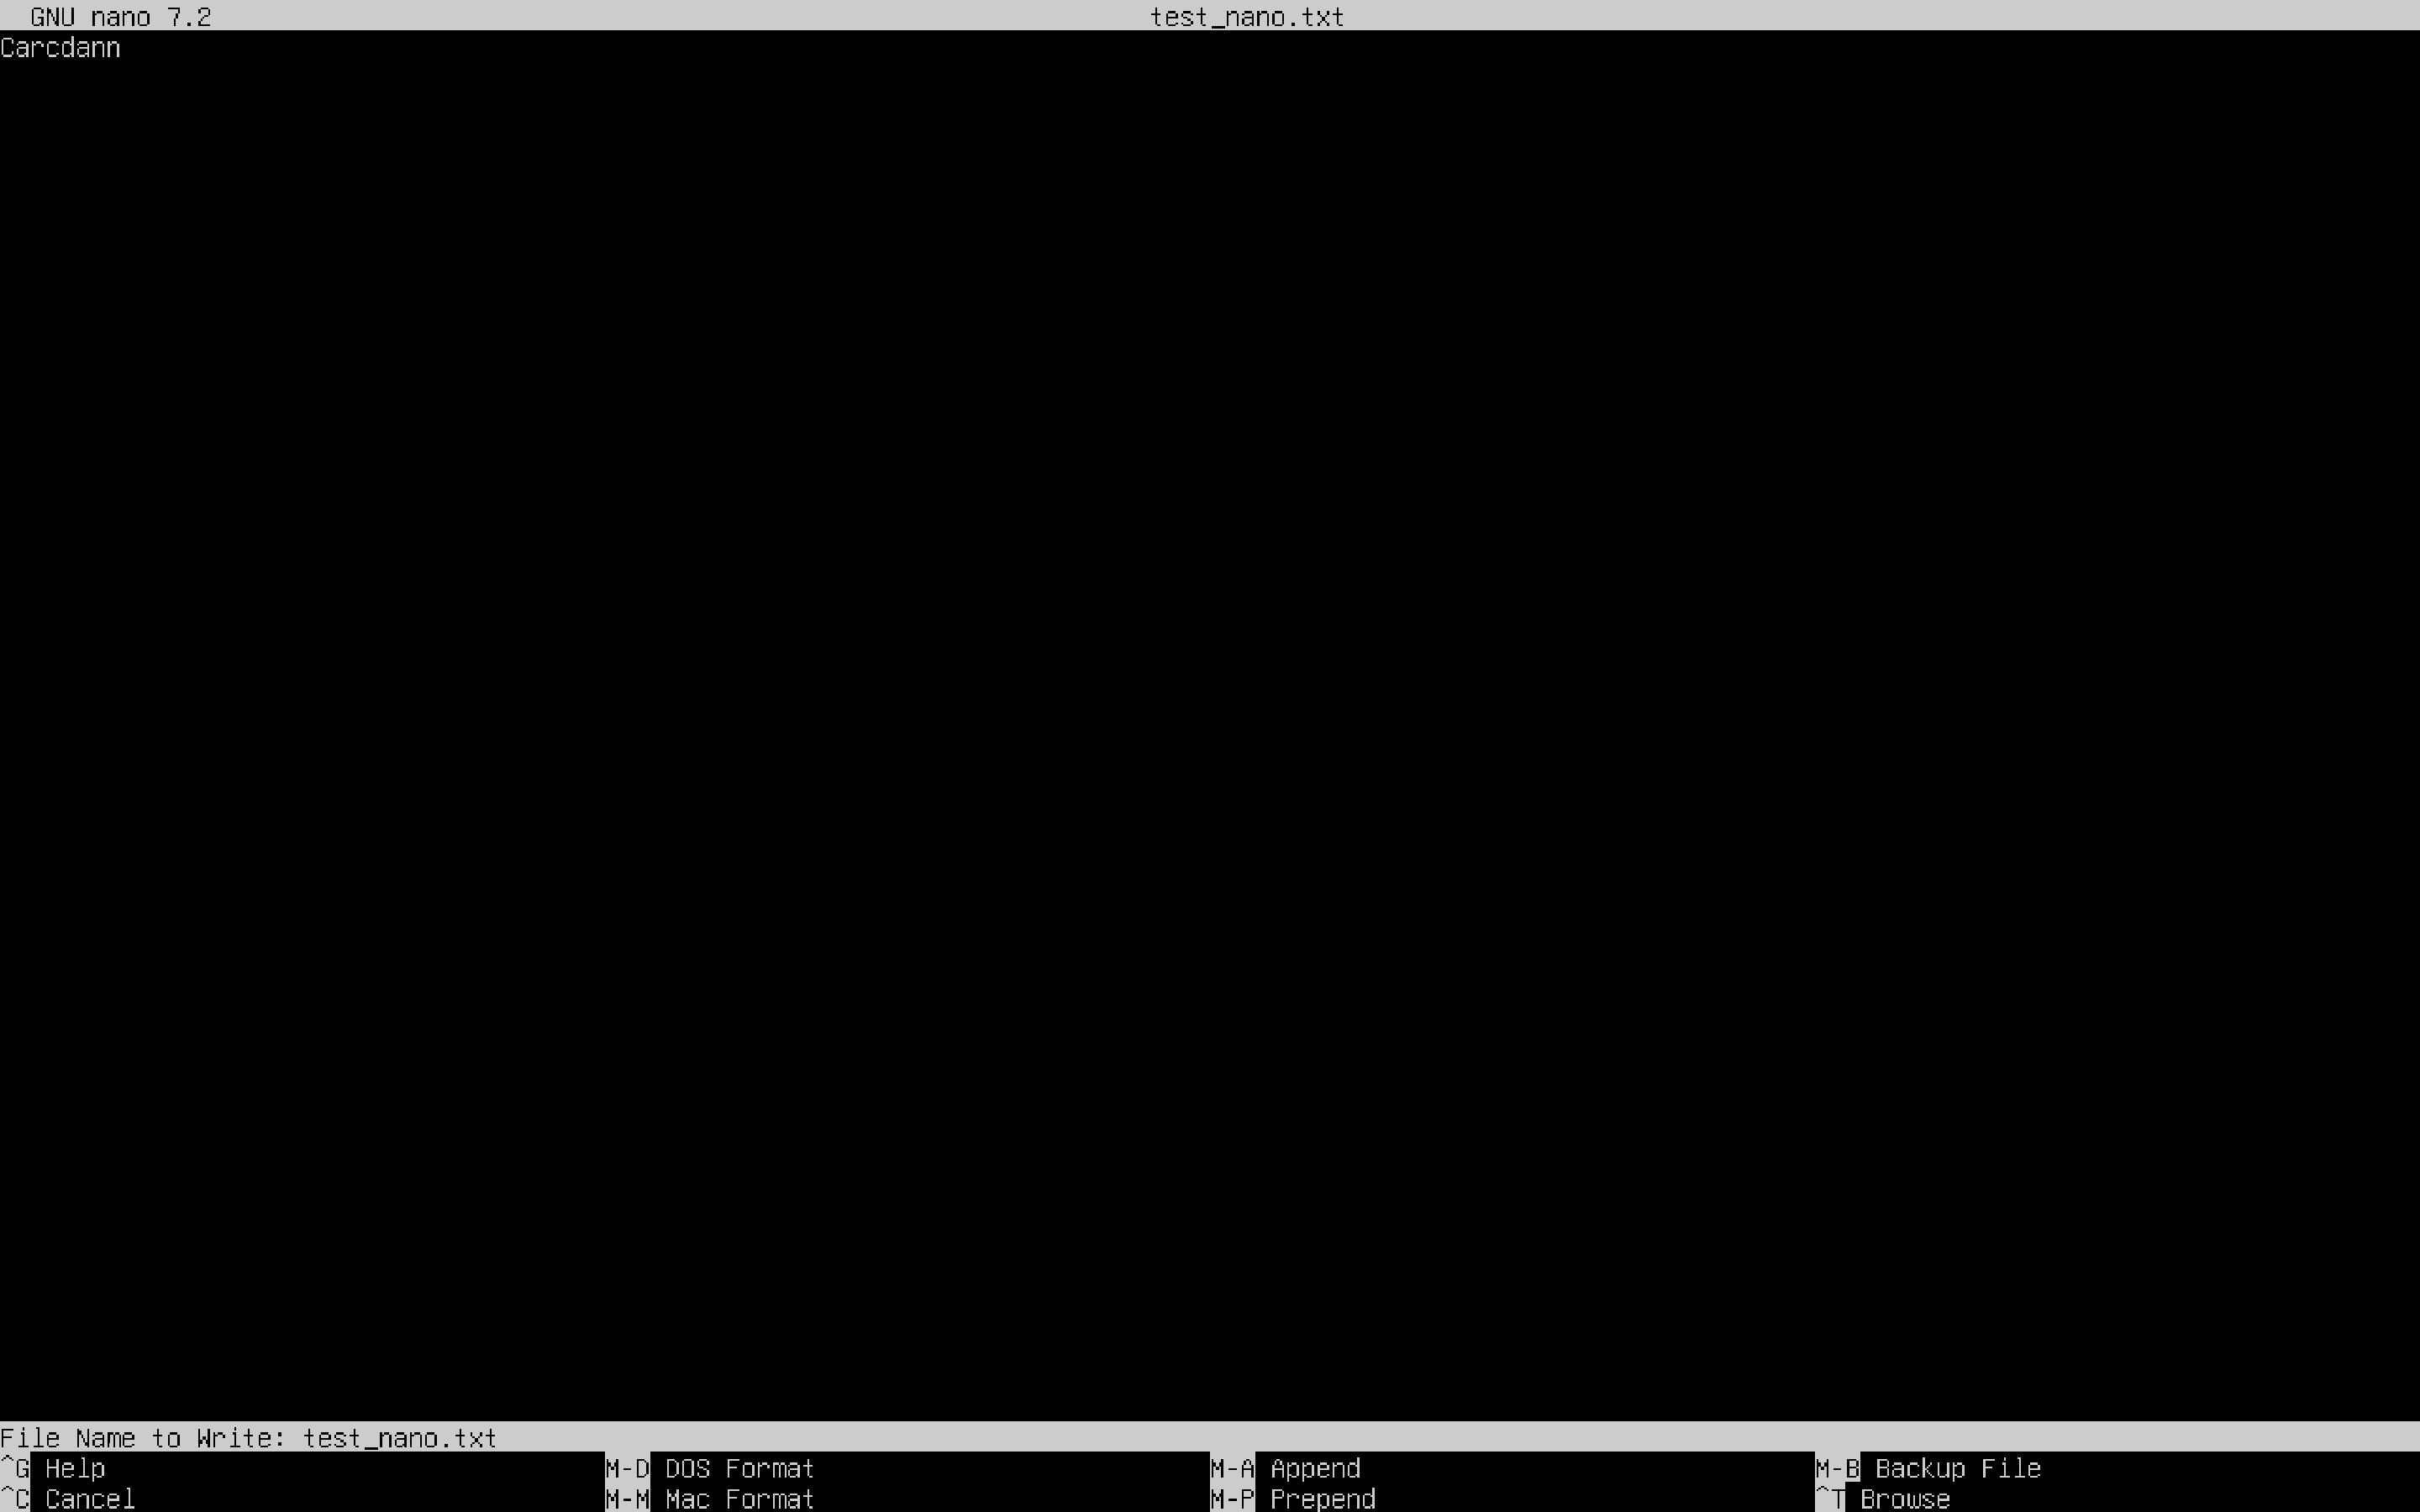 GNU nano 7.2 test_nano.txt
Carcdann
File Name to Write: test_nano.txt
^G Help M-D DOS Format M-A Append M-B Backup File
^C Cancel M-M Mac Format M-P Prepend ^T Browse